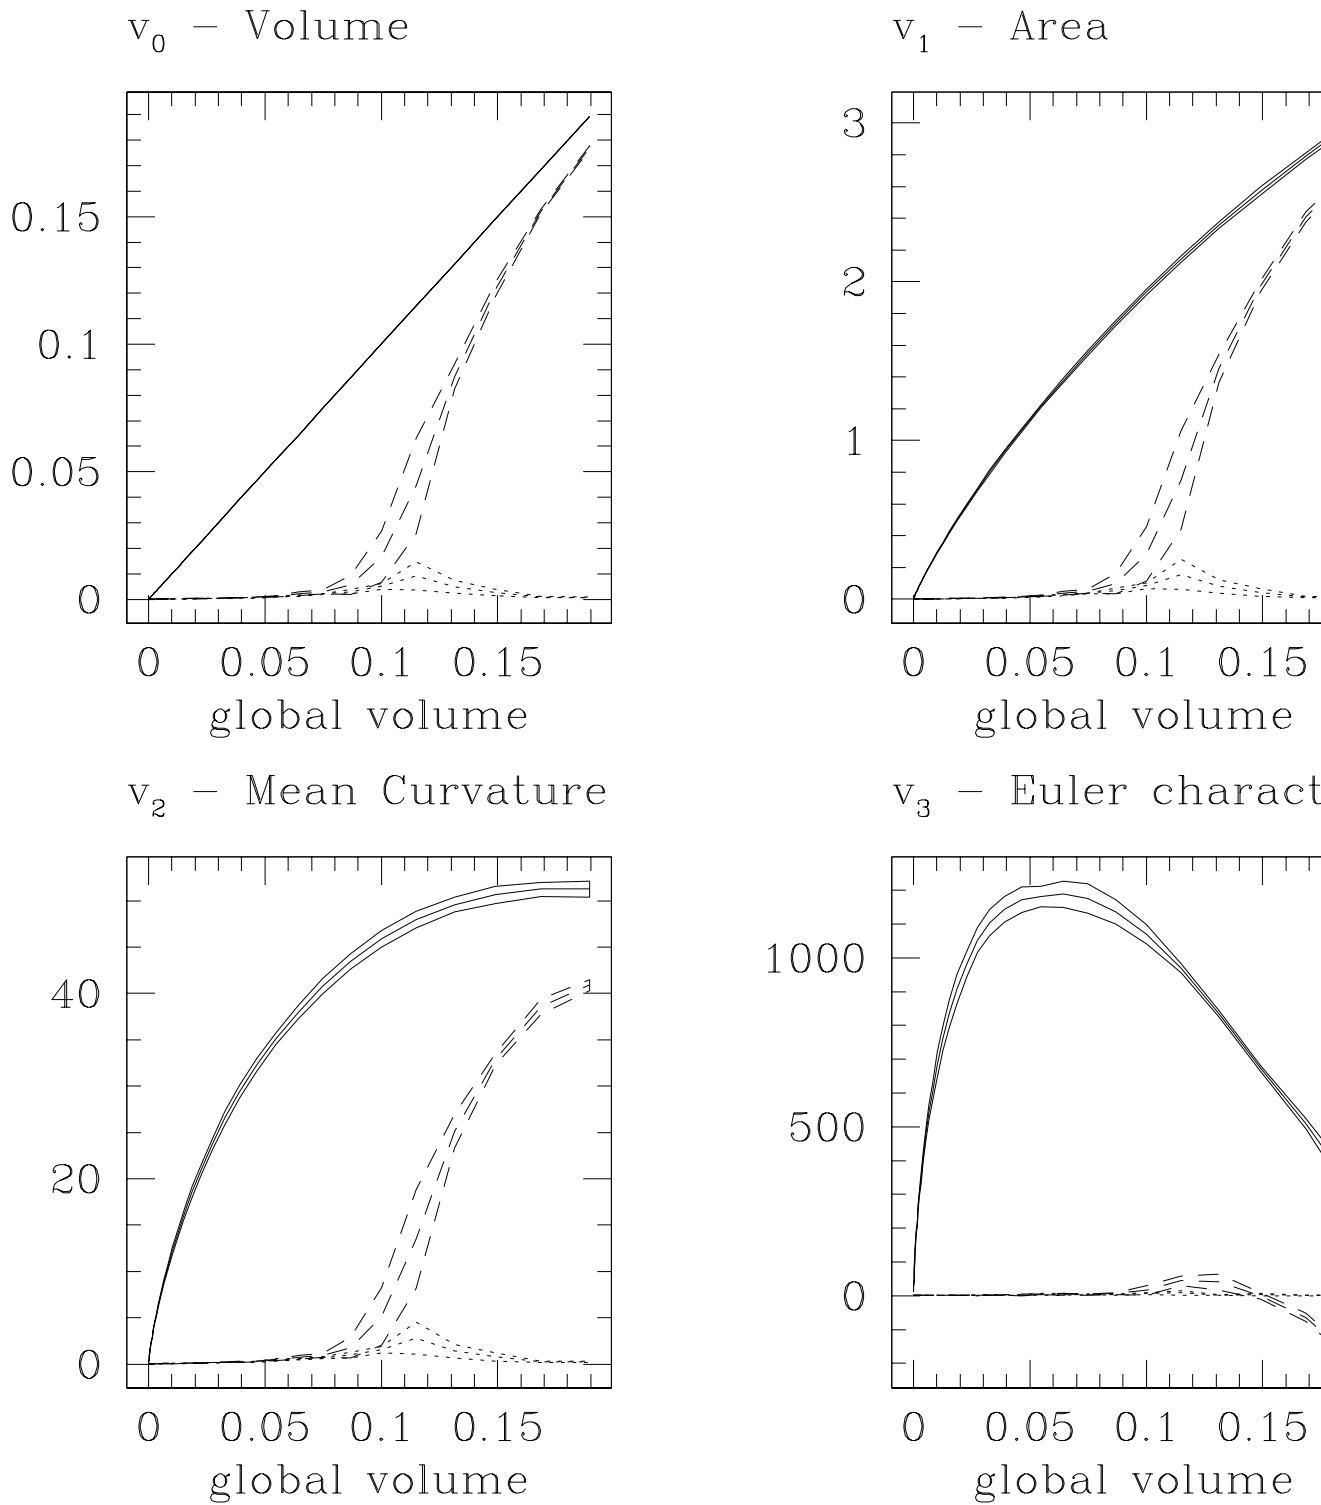 v₀ – Volume
0.15
0.1
0.05
0
0 0.05 0.1 0.15
global volume
v₁ – Area
3
2
1
0
0 0.05 0.1 0.15
global volume
v₂ – Mean Curvature
40
20
0
0 0.05 0.1 0.15
global volume
v₃ – Euler charact
1000
500
0
0 0.05 0.1 0.15
global volume